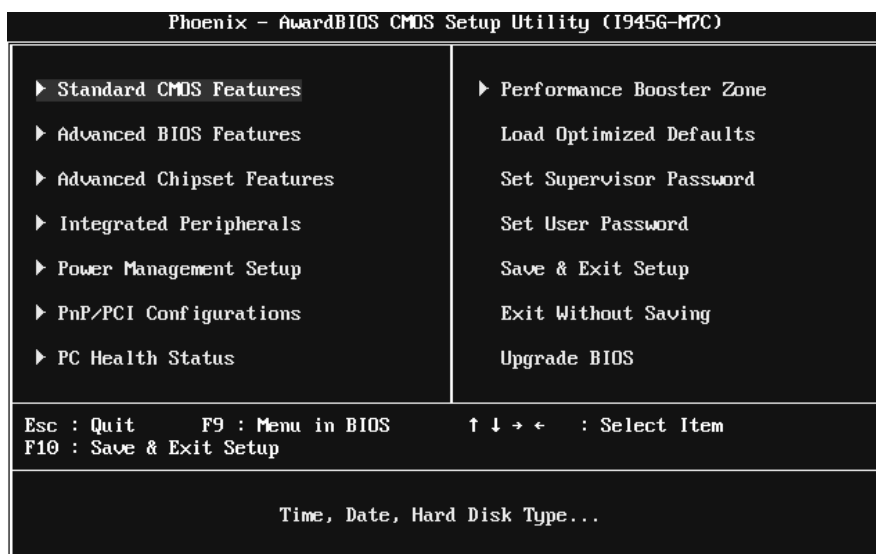 Phoenix - AwardBIOS CMOS Setup Utility (I945G-M7C)
Standard CMOS Features
Advanced BIOS Features
Advanced Chipset Features
Integrated Peripherals
Power Management Setup
PnP/PCI Configurations
PC Health Status
Performance Booster Zone
Load Optimized Defaults
Set Supervisor Password
Set User Password
Save & Exit Setup
Exit Without Saving
Upgrade BIOS
Esc : Quit F9 : Menu in BIOS ↑ ↓ → ← : Select Item
F10 : Save & Exit Setup
Time, Date, Hard Disk Type...